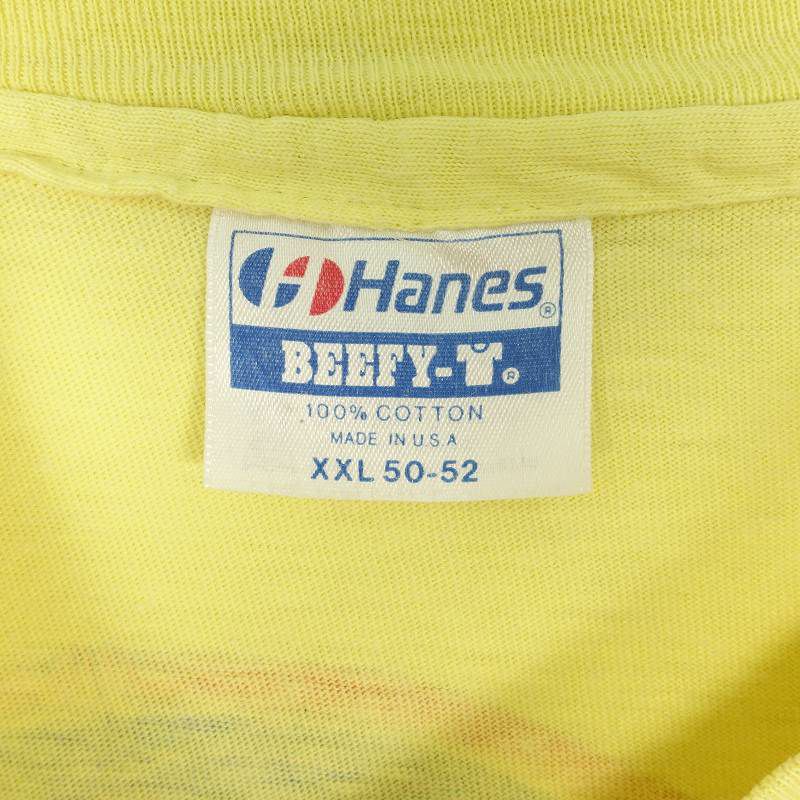 Hanes®
BEEFY-T®
100% COTTON
MADE IN U.S.A
XXL 50-52